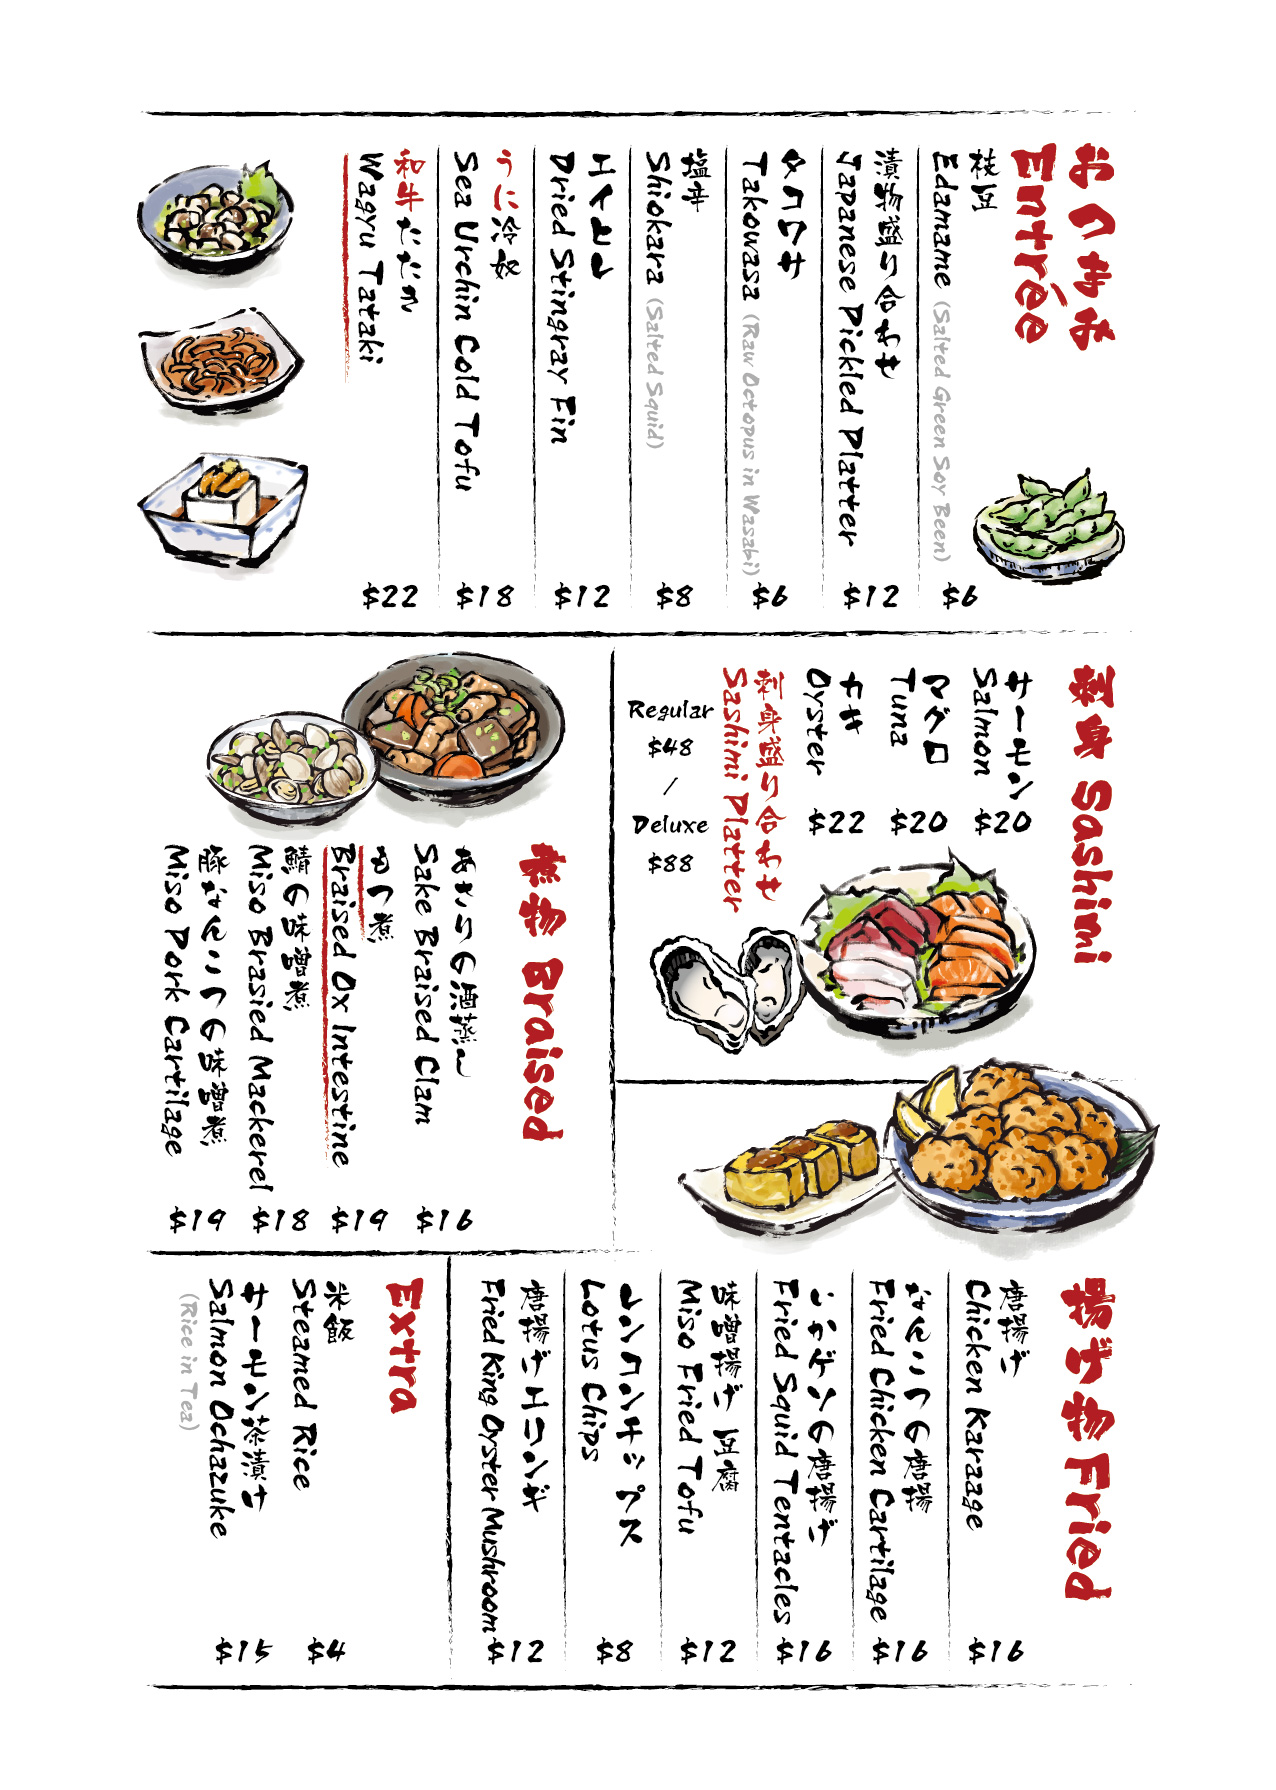 おつまみ
Entrée
枝豆
Edamame (Salted Green Soy Been)
$6
漬物盛り合わせ
Japanese Pickled Platter
$12
タコワサ
Takowasa (Raw Octopus in Wasabi)
$6
塩辛
Shiokara (Salted Squid)
$8
エイヒレ
Dried Stingray Fin
$12
うに冷奴
Sea Urchin Cold Tofu
$18
和牛たたき
Wagyu Tataki
$22
刺身 Sashimi
サーモン
Salmon
$20
マグロ
Tuna
$20
カキ
Oyster
$22
刺身盛り合わせ
Sashimi Platter
Regular
$48
/
Deluxe
$88
煮物 Braised
あさりの酒蒸し
Sake Braised Clam
$16
もつ煮
Braised Ox Intestine
$19
鯖の味噌煮
Miso Brasied Mackerel
$18
豚なんこつの味噌煮
Miso Pork Cartilage
$19
揚げ物 Fried
唐揚げ
Chicken Karaage
$16
なんこつの唐揚
Fried Chicken Cartilage
$16
いかゲソの唐揚げ
Fried Squid Tentacles
$16
味噌揚げ豆腐
Miso Fried Tofu
$12
レンコンチップス
Lotus Chips
$8
唐揚げエリンギ
Fried King Oyster Mushroom
$12
Extra
米飯
Steamed Rice
$4
サーモン茶漬け
Salmon Ochazuke
(Rice in Tea)
$15